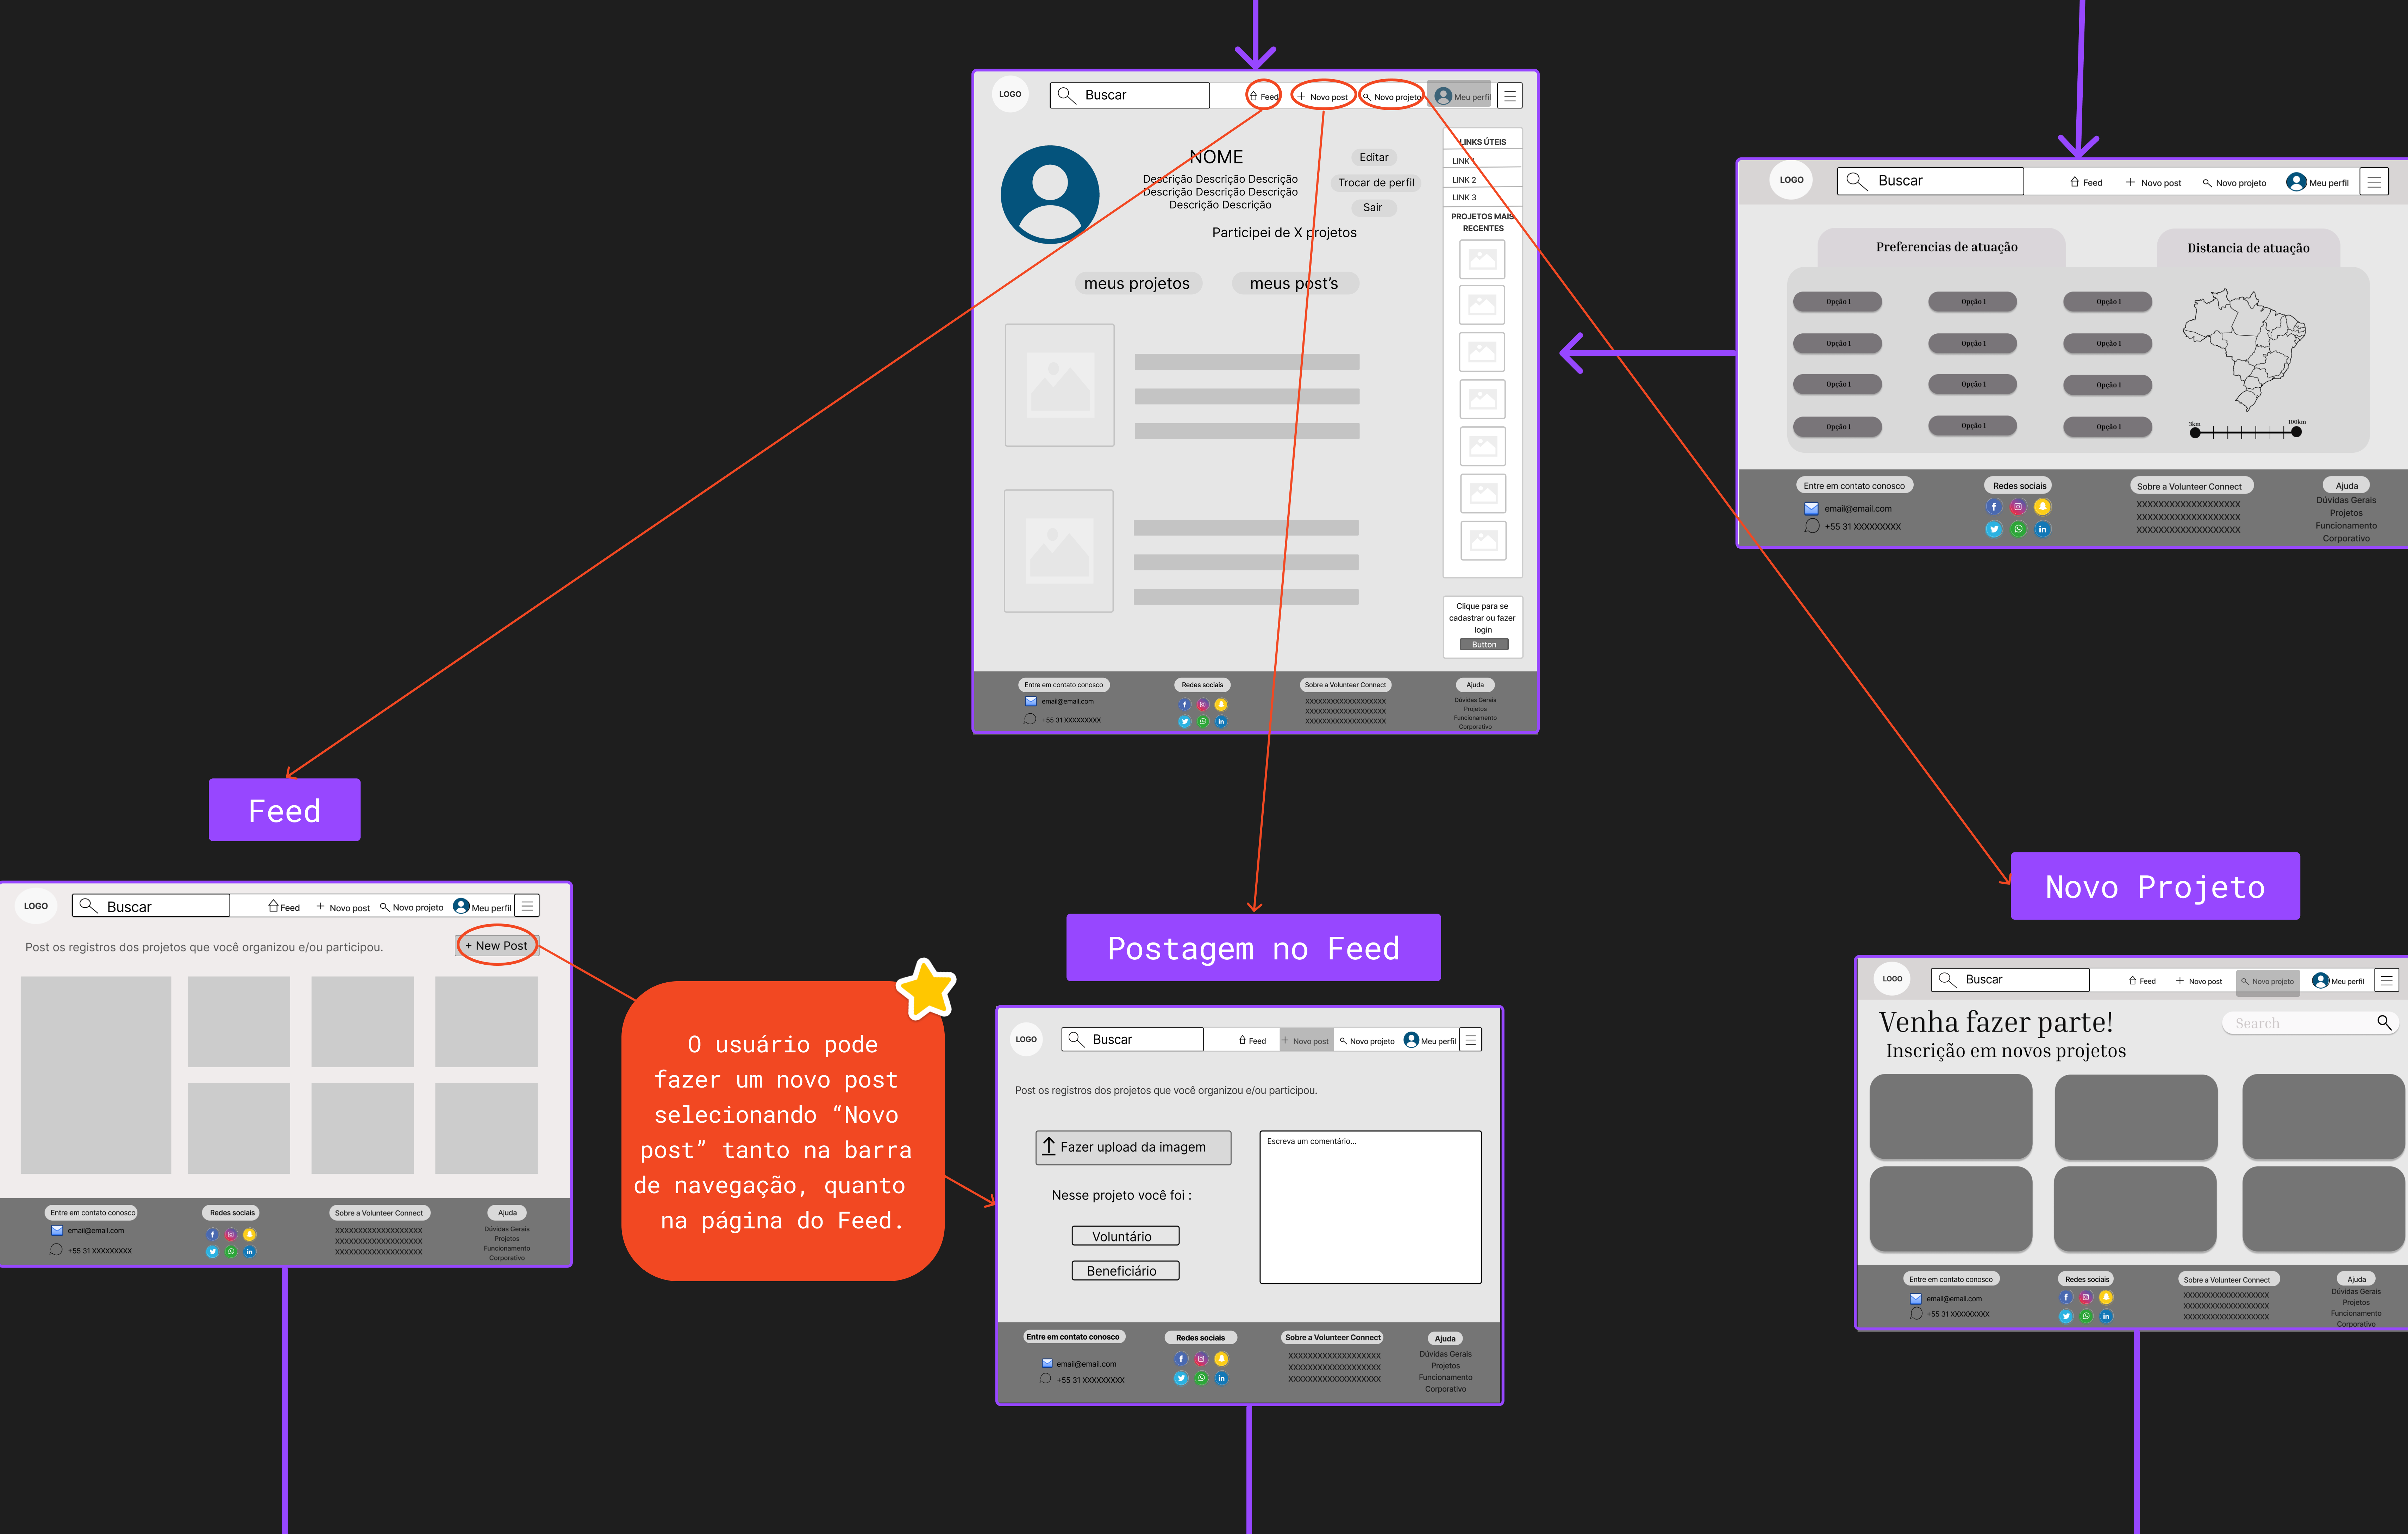 LOGO
Buscar
Feed
Novo post
Novo projeto
Meu perfil
NOME
Descrição Descrição Descrição
Descrição Descrição Descrição
Descrição Descrição
Participei de X projetos
Editar
Trocar de perfil
Sair
meus projetos
meus post's
LINKS ÚTEIS
LINK 1
LINK 2
LINK 3
PROJETOS MAIS
RECENTES
Clique para se
cadastrar ou fazer
login
Button
Entre em contato conosco
email@email.com
+55 31 XXXXXXXXX
Redes sociais
Sobre a Volunteer Connect
XXXXXXXXXXXXXXXXXXX
XXXXXXXXXXXXXXXXXXX
XXXXXXXXXXXXXXXXXXX
Ajuda
Dúvidas Gerais
Projetos
Funcionamento
Corporativo
LOGO
Buscar
Feed
Novo post
Novo projeto
Meu perfil
Preferencias de atuação
Distancia de atuação
Opção 1
Opção 1
Opção 1
Opção 1
Opção 1
Opção 1
Opção 1
Opção 1
Opção 1
Opção 1
Opção 1
Opção 1
5km
100km
Entre em contato conosco
email@email.com
+55 31 XXXXXXXXX
Redes sociais
Sobre a Volunteer Connect
XXXXXXXXXXXXXXXXXXX
XXXXXXXXXXXXXXXXXXX
XXXXXXXXXXXXXXXXXXX
Ajuda
Dúvidas Gerais
Projetos
Funcionamento
Corporativo
Feed
LOGO
Buscar
Feed
Novo post
Novo projeto
Meu perfil
Post os registros dos projetos que você organizou e/ou participou.
+ New Post
Entre em contato conosco
email@email.com
+55 31 XXXXXXXXX
Redes sociais
Sobre a Volunteer Connect
XXXXXXXXXXXXXXXXXXX
XXXXXXXXXXXXXXXXXXX
XXXXXXXXXXXXXXXXXXX
Ajuda
Dúvidas Gerais
Projetos
Funcionamento
Corporativo
O usuário pode
fazer um novo post
selecionando “Novo
post” tanto na barra
de navegação, quanto
na página do Feed.
Postagem no Feed
LOGO
Buscar
Feed
Novo post
Novo projeto
Meu perfil
Post os registros dos projetos que você organizou e/ou participou.
Fazer upload da imagem
Nesse projeto você foi :
Voluntário
Beneficiário
Escreva um comentário...
Entre em contato conosco
email@email.com
+55 31 XXXXXXXXX
Redes sociais
Sobre a Volunteer Connect
XXXXXXXXXXXXXXXXXXX
XXXXXXXXXXXXXXXXXXX
XXXXXXXXXXXXXXXXXXX
Ajuda
Dúvidas Gerais
Projetos
Funcionamento
Corporativo
Novo Projeto
LOGO
Buscar
Feed
Novo post
Novo projeto
Meu perfil
Venha fazer parte!
Inscrição em novos projetos
Search
Entre em contato conosco
email@email.com
+55 31 XXXXXXXXX
Redes sociais
Sobre a Volunteer Connect
XXXXXXXXXXXXXXXXXXX
XXXXXXXXXXXXXXXXXXX
XXXXXXXXXXXXXXXXXXX
Ajuda
Dúvidas Gerais
Projetos
Funcionamento
Corporativo